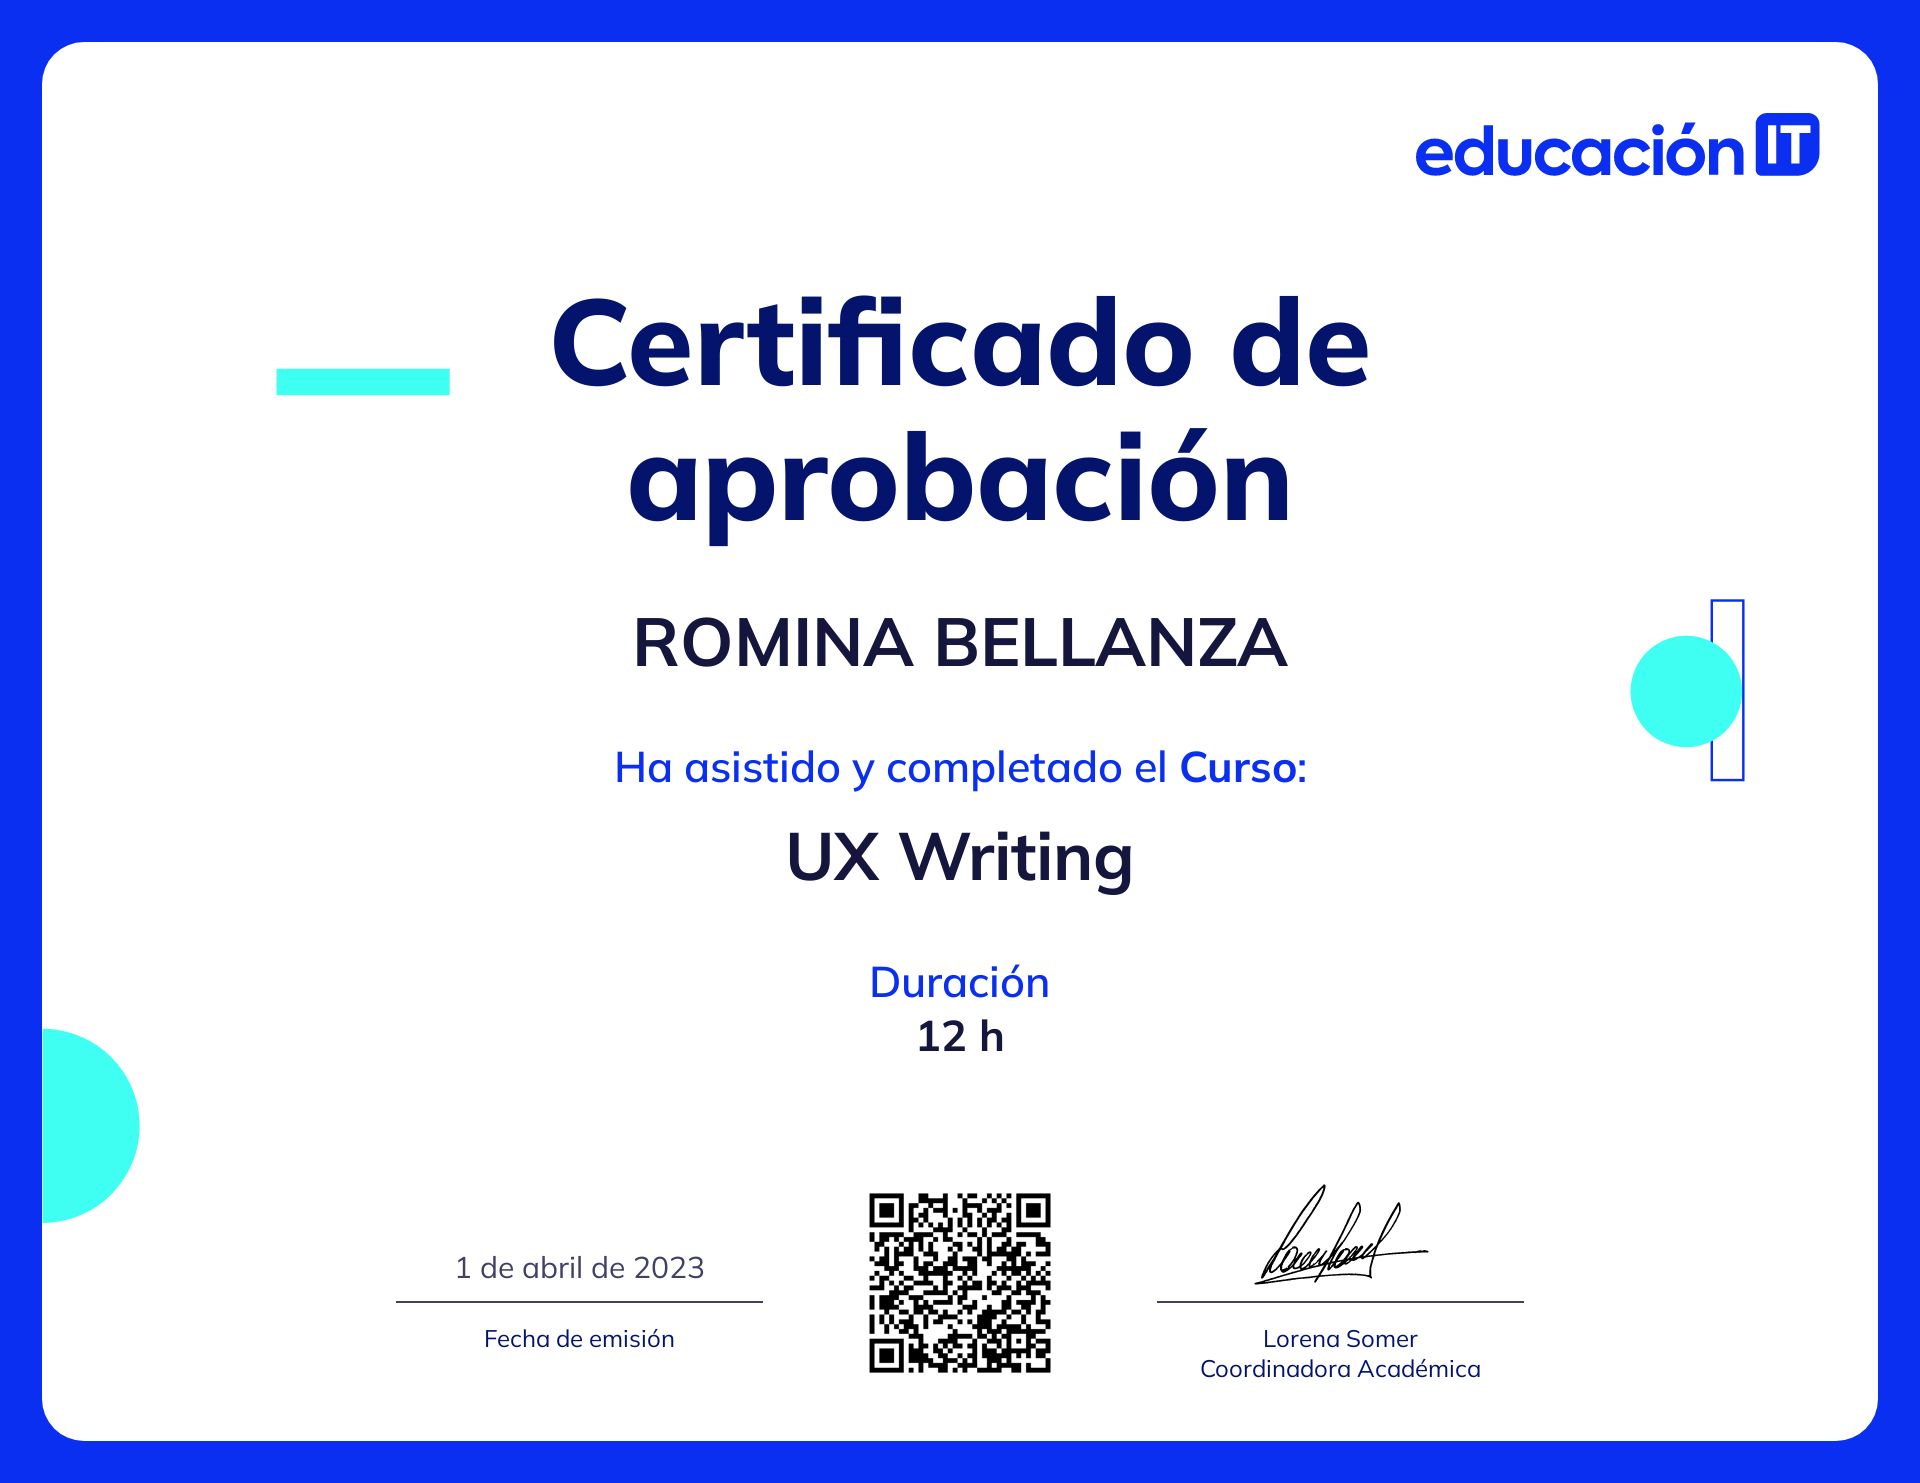 educación IT
Certificado de
aprobación
ROMINA BELLANZA
Ha asistido y completado el Curso:
UX Writing
Duración
12 h
1 de abril de 2023
Fecha de emisión
Lorena Somer
Coordinadora Académica